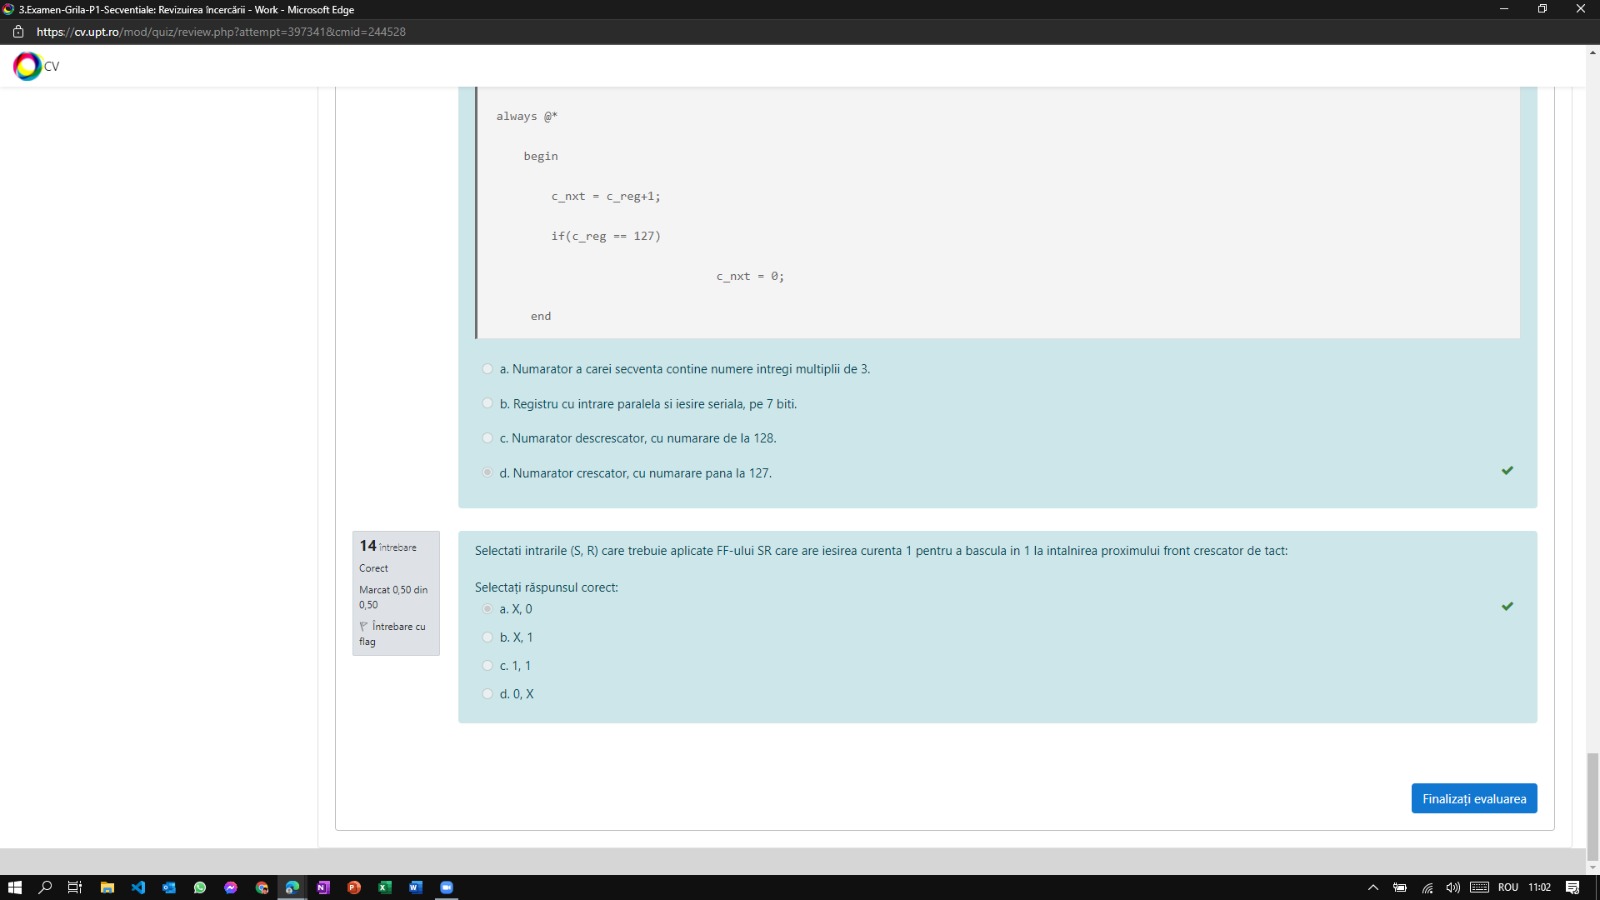 3.Examen-Grila-P1-Secventiale: Revizuirea încercării - Work - Microsoft Edge
https://cv.upt.ro/mod/quiz/review.php?attempt=397341&cmid=244528
CV
always @*
begin
c_nxt = c_reg+1;
if(c_reg == 127)
c_nxt = 0;
end
a. Numarator a carei secventa contine numere intregi multiplii de 3.
b. Registru cu intrare paralela si iesire seriala, pe 7 biti.
c. Numarator descrescator, cu numarare de la 128.
d. Numarator crescator, cu numarare pana la 127.
14 întrebare
Corect
Marcat 0,50 din
0,50
Întrebare cu
flag
Selectati intrarile (S, R) care trebuie aplicate FF-ului SR care are iesirea curenta 1 pentru a bascula in 1 la intalnirea proximului front crescator de tact:
Selectați răspunsul corect:
a. X, 0
b. X, 1
c. 1, 1
d. 0, X
Finalizați evaluarea
ROU 11:02